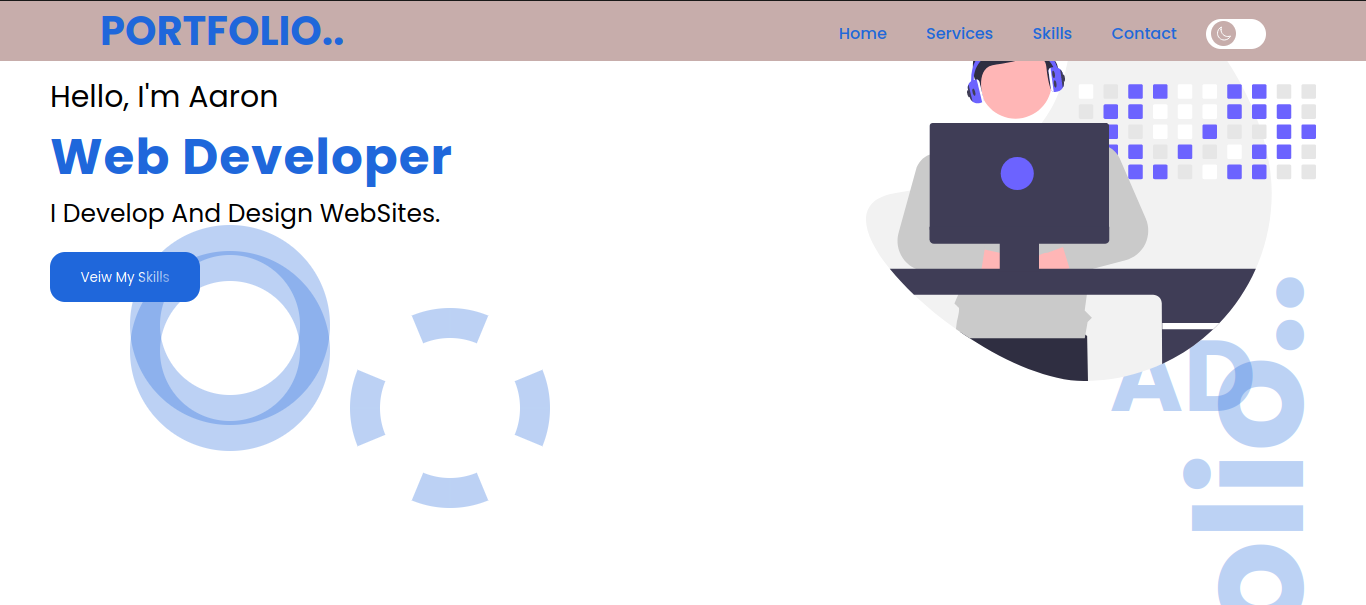 PORTFOLIO..
Home Services Skills Contact
Hello, I'm Aaron
Web Developer
I Develop And Design WebSites.
Veiw My Skills
AD
olio..